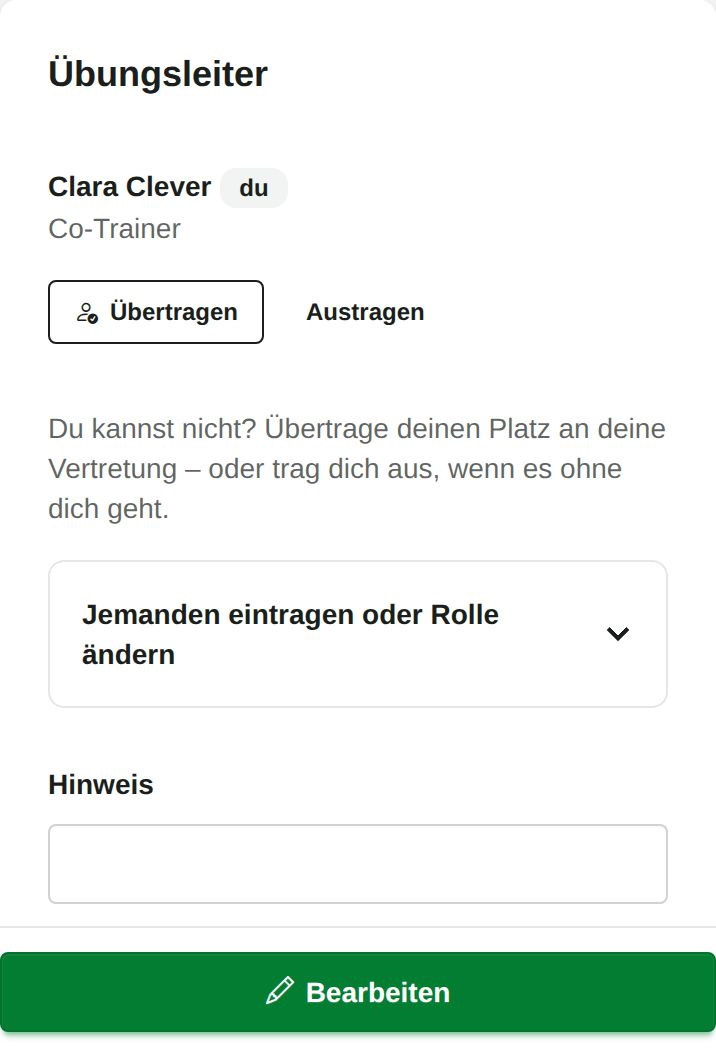 Übungsleiter
Clara Clever du
Co-Trainer
Übertragen Austragen
Du kannst nicht? Übertrage deinen Platz an deine
Vertretung – oder trag dich aus, wenn es ohne
dich geht.
Jemanden eintragen oder Rolle
ändern
Hinweis
Bearbeiten